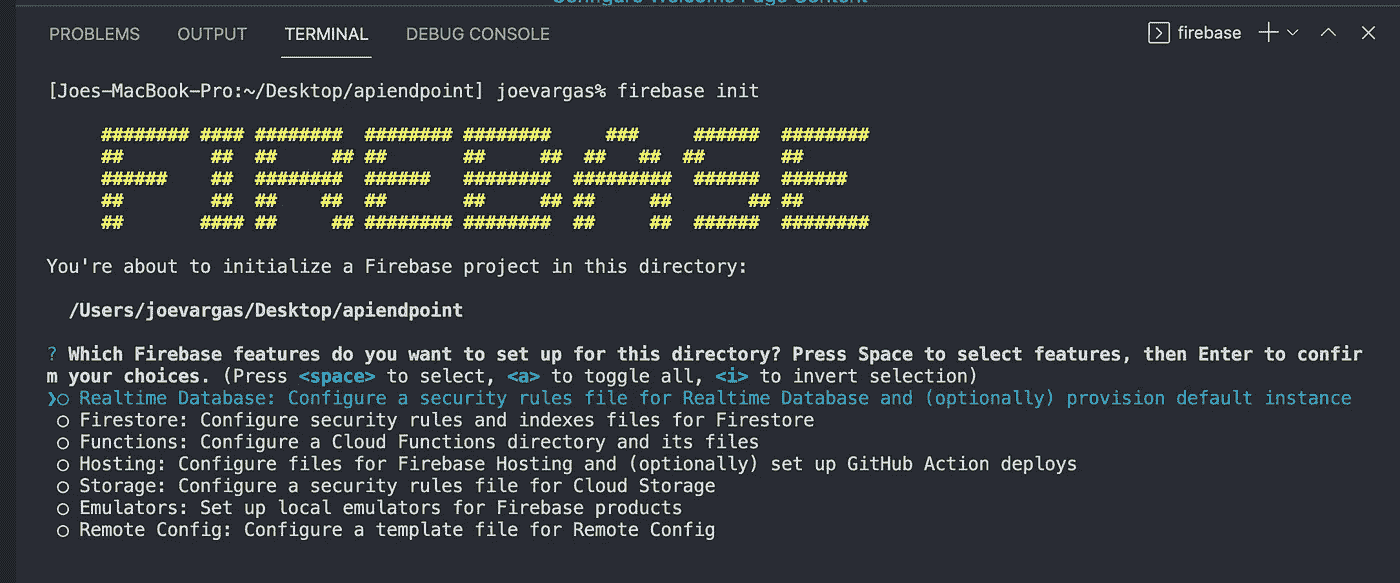 Configure Welcome Page Content
PROBLEMS OUTPUT TERMINAL DEBUG CONSOLE firebase
[Joes-MacBook-Pro:~/Desktop/apiendpoint] joevargas% firebase init
######## #### ######## ######## ########     ###     ######  ########
##        ##  ##     ## ##       ##     ##  ##   ##  ##       ##
######    ##  ########  ######   ########  #########  ######  ######
##        ##  ##    ##  ##       ##     ## ##     ##       ## ##
##       #### ##     ## ######## ########  ##     ##  ######  ########
You're about to initialize a Firebase project in this directory:
/Users/joevargas/Desktop/apiendpoint
? Which Firebase features do you want to set up for this directory? Press Space to select features, then Enter to confir
m your choices. (Press <space> to select, <a> to toggle all, <i> to invert selection)
❯○ Realtime Database: Configure a security rules file for Realtime Database and (optionally) provision default instance
○ Firestore: Configure security rules and indexes files for Firestore
○ Functions: Configure a Cloud Functions directory and its files
○ Hosting: Configure files for Firebase Hosting and (optionally) set up GitHub Action deploys
○ Storage: Configure a security rules file for Cloud Storage
○ Emulators: Set up local emulators for Firebase products
○ Remote Config: Configure a template file for Remote Config